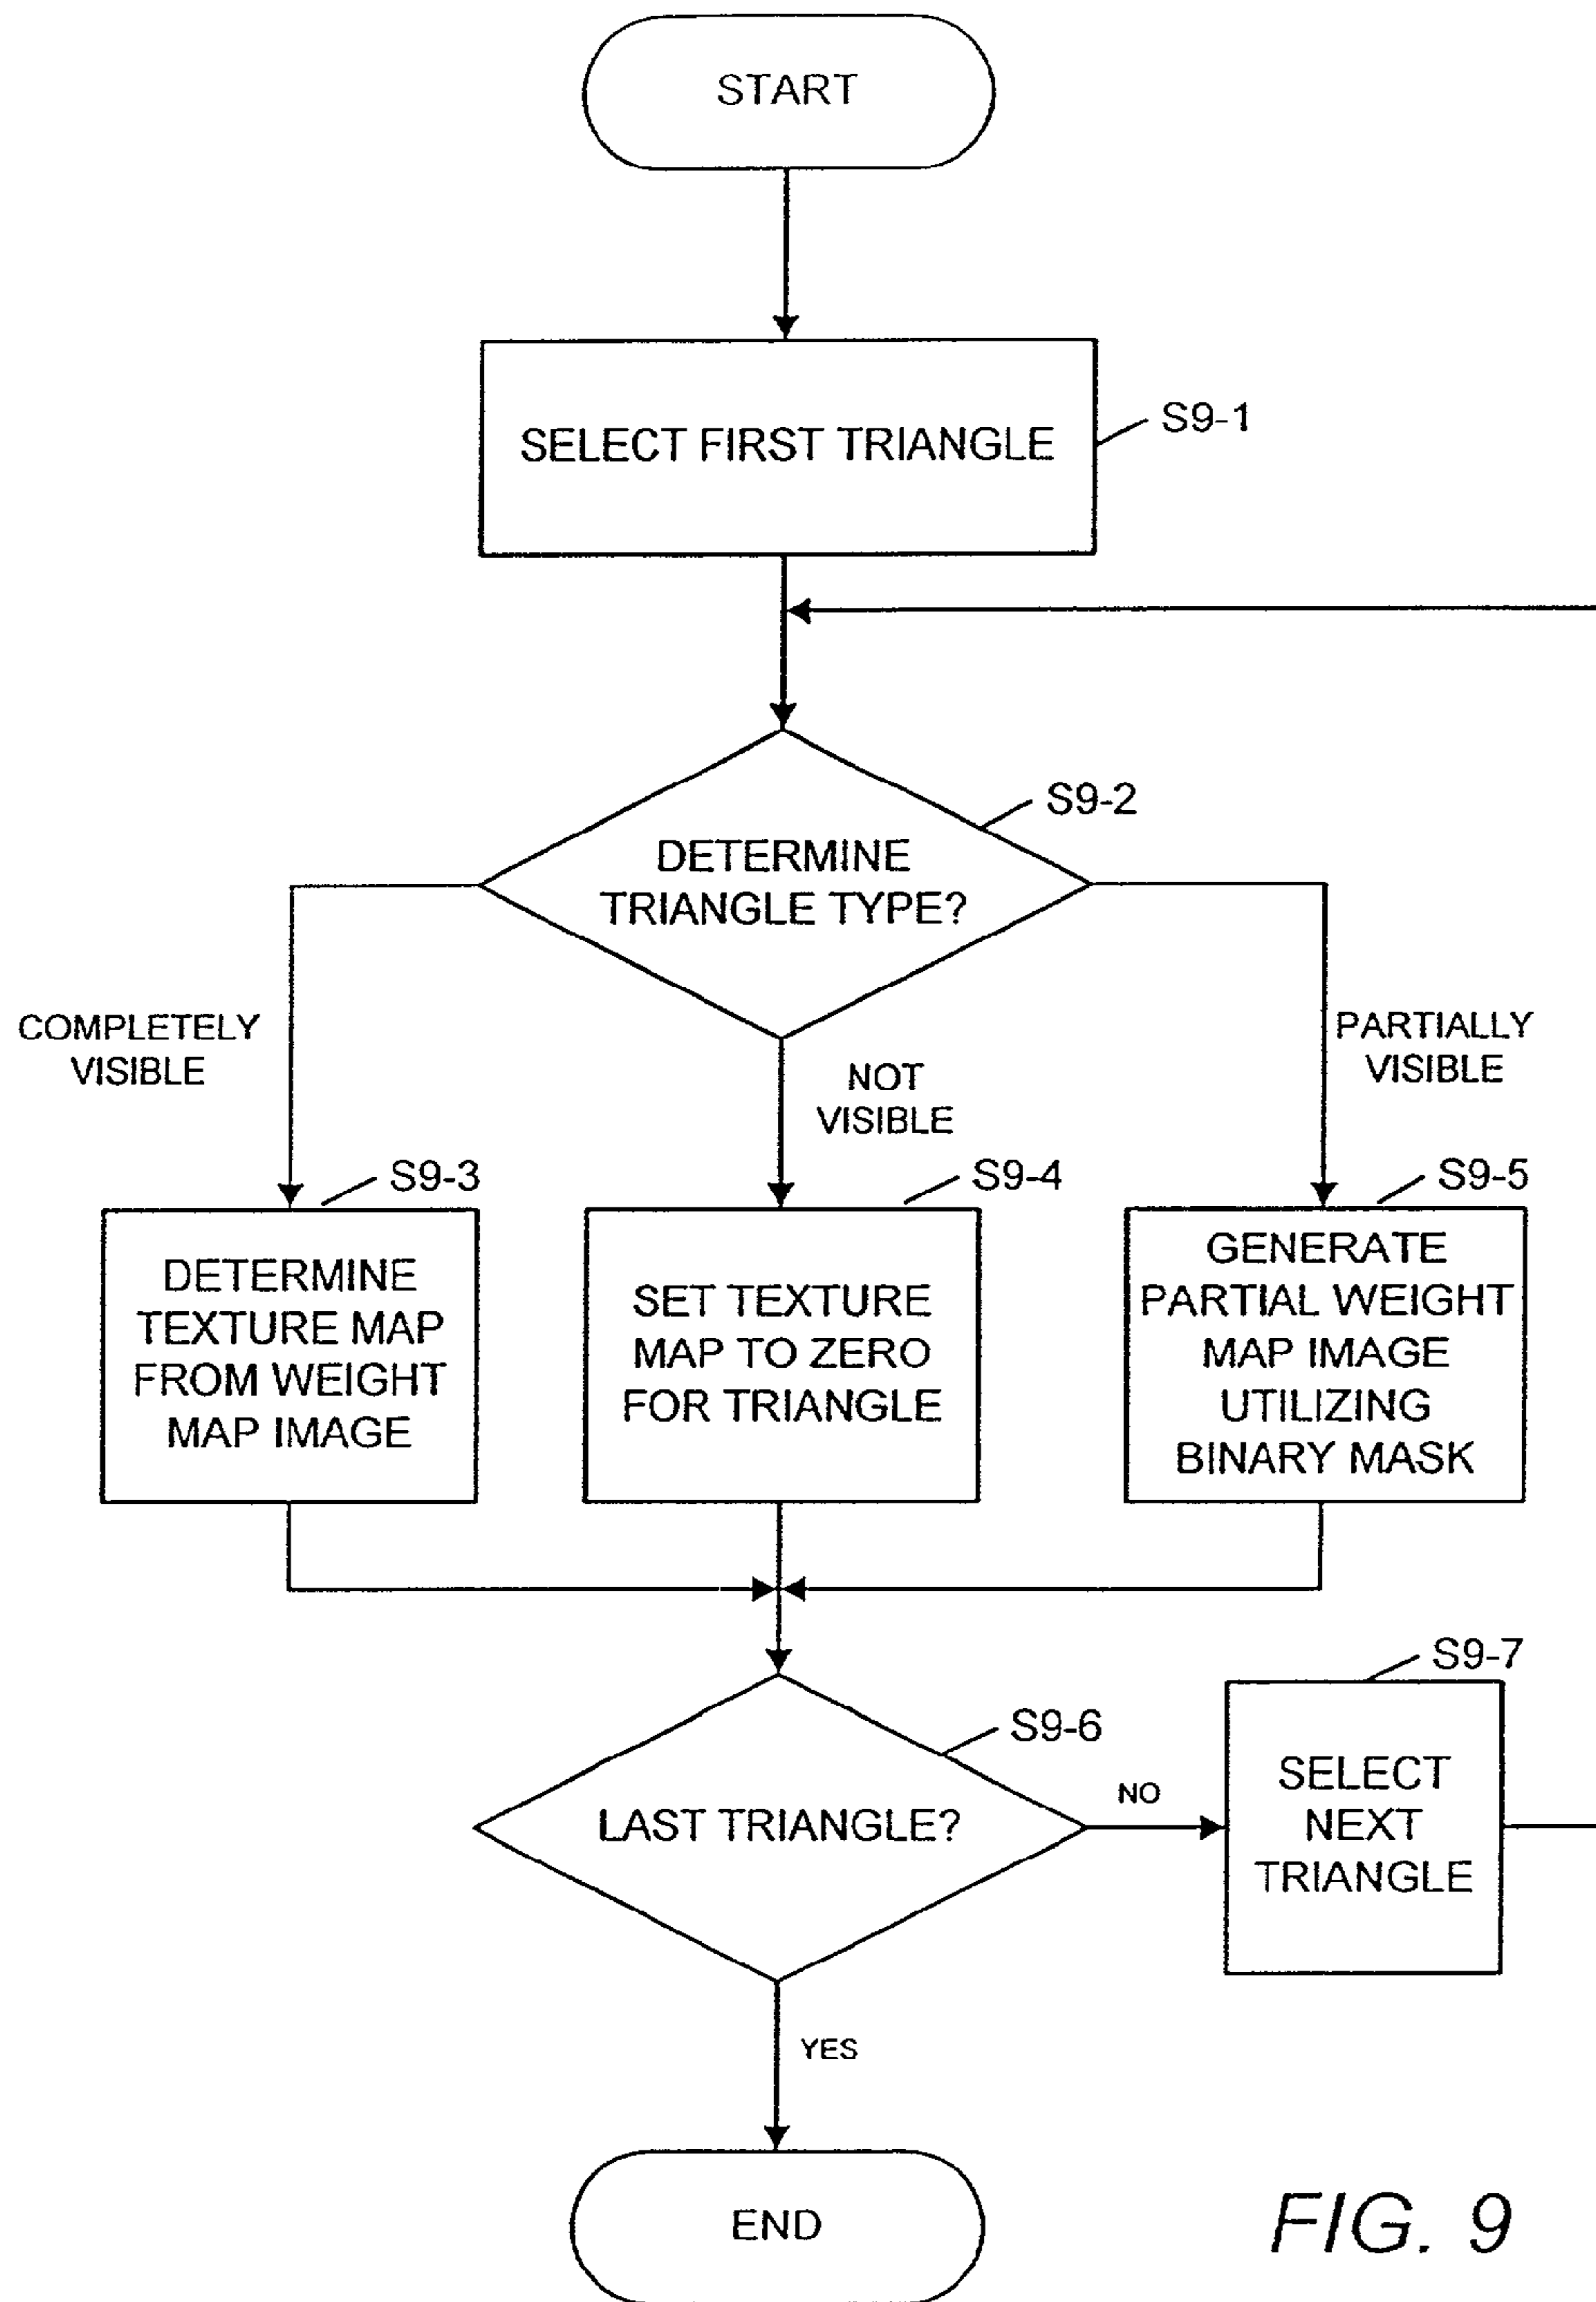 START
SELECT FIRST TRIANGLE
S9-1
S9-2
DETERMINE
TRIANGLE TYPE?
COMPLETELY
VISIBLE
NOT
VISIBLE
PARTIALLY
VISIBLE
S9-3
DETERMINE
TEXTURE MAP
FROM WEIGHT
MAP IMAGE
S9-4
SET TEXTURE
MAP TO ZERO
FOR TRIANGLE
S9-5
GENERATE
PARTIAL WEIGHT
MAP IMAGE
UTILIZING
BINARY MASK
S9-6
LAST TRIANGLE?
NO
S9-7
SELECT
NEXT
TRIANGLE
YES
END
FIG. 9